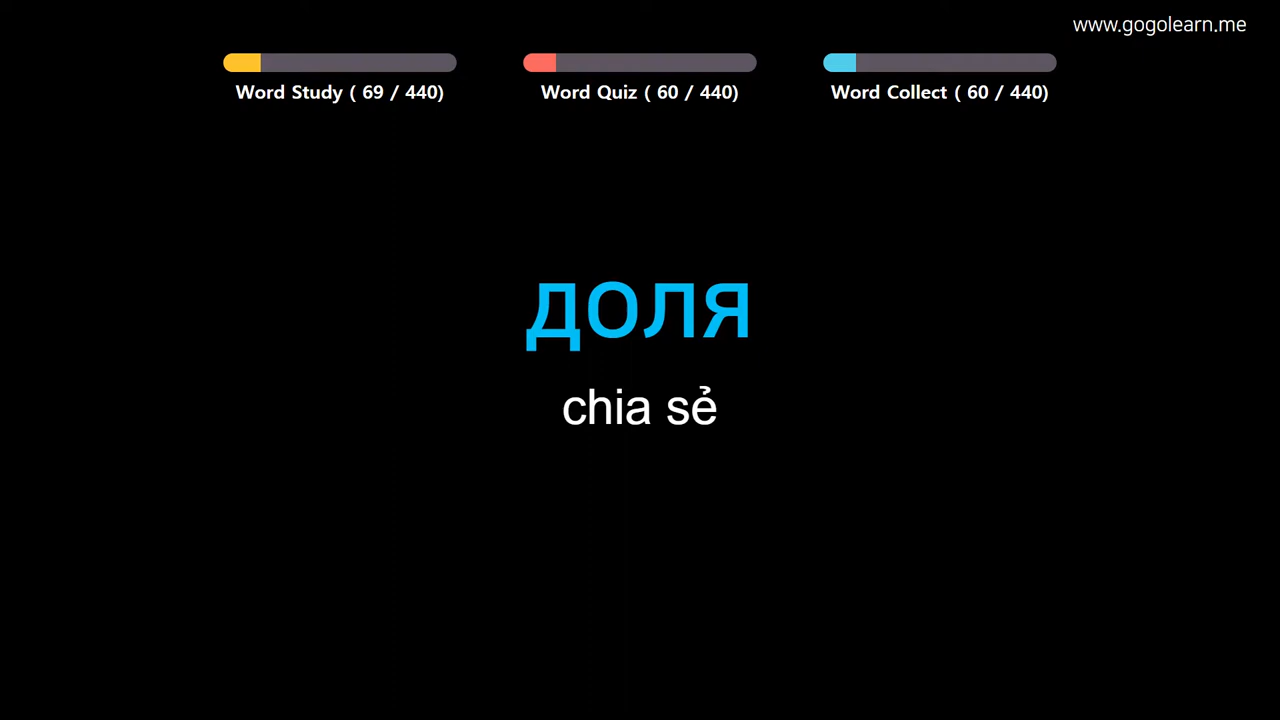 www.gogolearn.me
Word Study ( 69 / 440)
Word Quiz ( 60 / 440)
Word Collect ( 60 / 440)
доля
chia sẻ